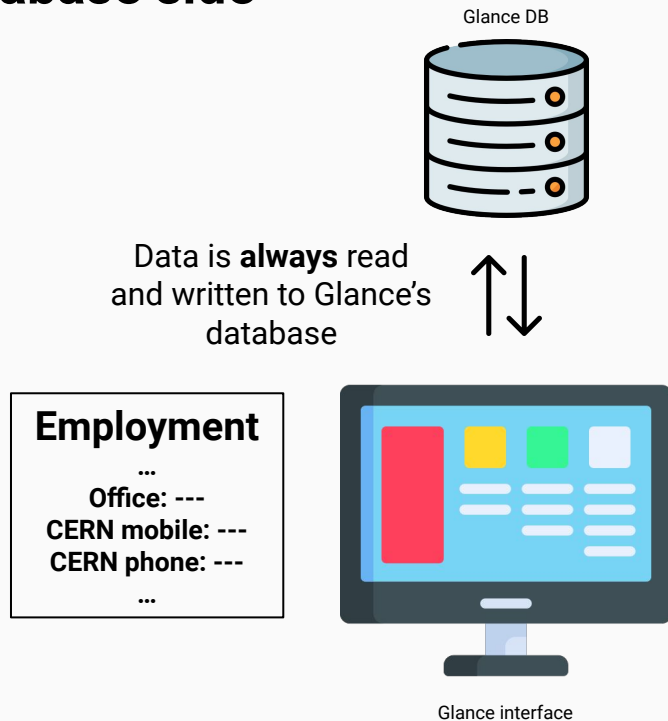 Glance DB
Data is always read
and written to Glance’s
database
Employment
…
Office: ---
CERN mobile: ---
CERN phone: ---
…
Glance interface